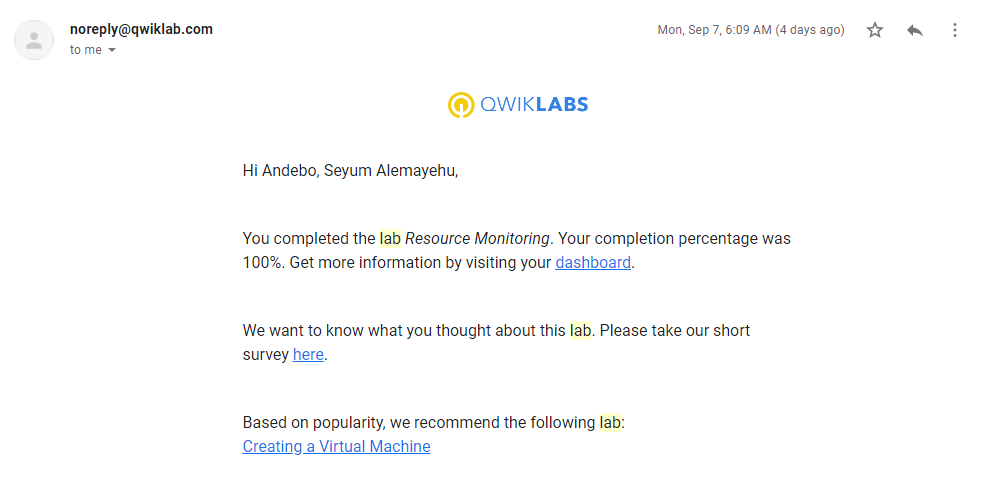 noreply@qwiklab.com
Mon, Sep 7, 6:09 AM (4 days ago)
to me
QWIKLABS
Hi Andebo, Seyum Alemayehu,
You completed the lab Resource Monitoring. Your completion percentage was
100%. Get more information by visiting your dashboard.
We want to know what you thought about this lab. Please take our short
survey here.
Based on popularity, we recommend the following lab:
Creating a Virtual Machine